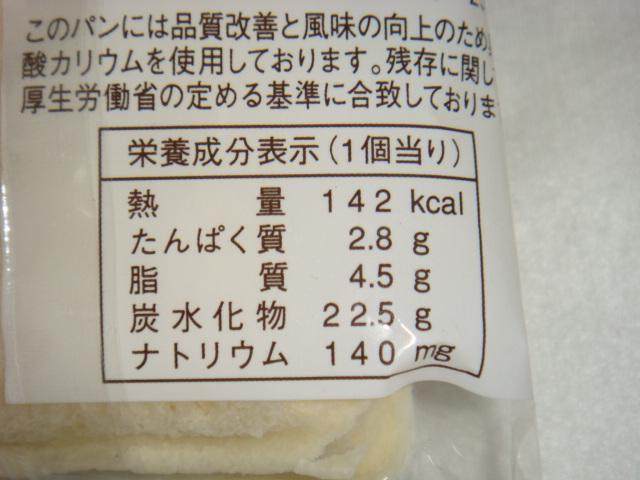 このパンには品質改善と風味の向上のため
酸カリウムを使用しております。残存に関し
厚生労働省の定める基準に合致しておりま
栄養成分表示(1個当り)
熱量 142 kcal
たんぱく質 2.8 g
脂質 4.5 g
炭水化物 22.5 g
ナトリウム 140 mg